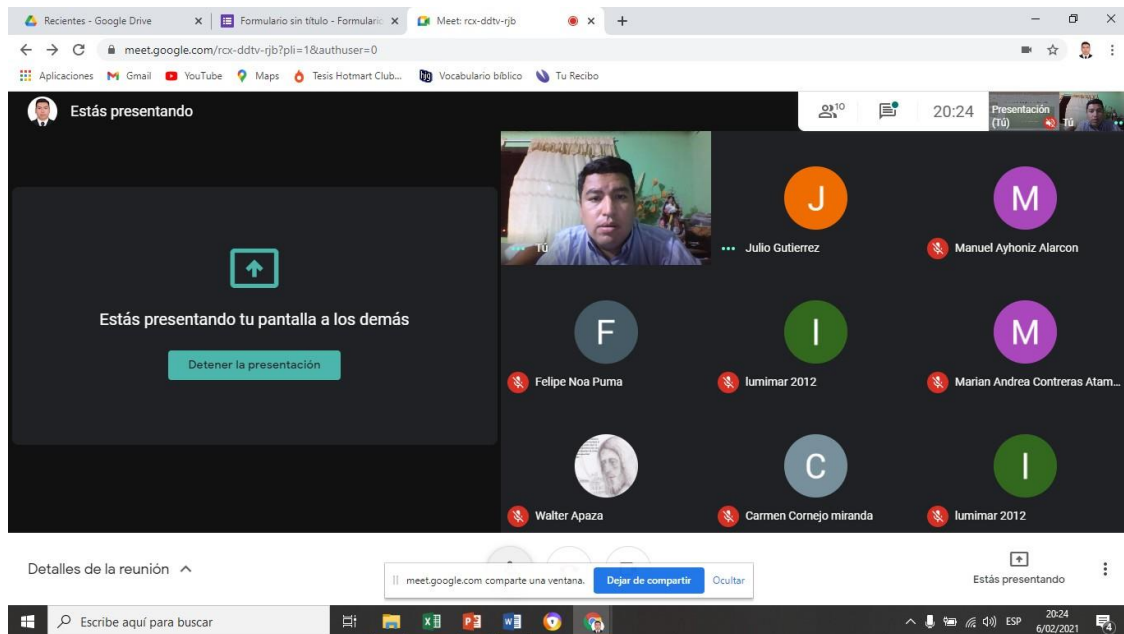 Recientes - Google Drive
Formulario sin título - Formulario
Meet: rcx-ddtv-rjb
meet.google.com/rcx-ddtv-rjb?pli=1&authuser=0
Aplicaciones Gmail YouTube Maps Tesis Hotmart Club... Vocabulario bíblico Tu Recibo
Estás presentando
10
20:24
Presentación
(Tú)
Tú
Tú
J
Julio Gutierrez
M
Manuel Ayhoniz Alarcon
Estás presentando tu pantalla a los demás
Detener la presentación
F
Felipe Noa Puma
l
lumimar 2012
M
Marian Andrea Contreras Atam...
Walter Apaza
C
Carmen Cornejo miranda
l
lumimar 2012
Detalles de la reunión
meet.google.com comparte una ventana.
Dejar de compartir
Ocultar
Estás presentando
Escribe aquí para buscar
ESP
20:24
6/02/2021
4